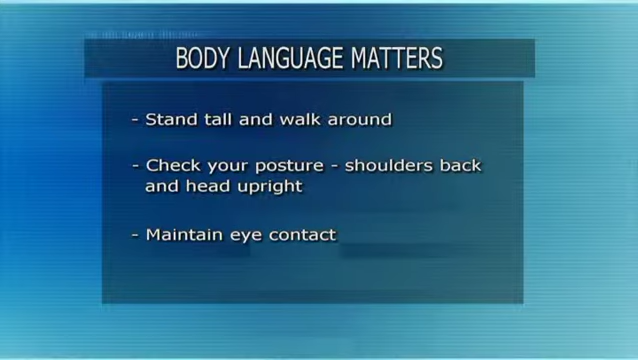 BODY LANGUAGE MATTERS
- Stand tall and walk around
- Check your posture - shoulders back
and head upright
- Maintain eye contact